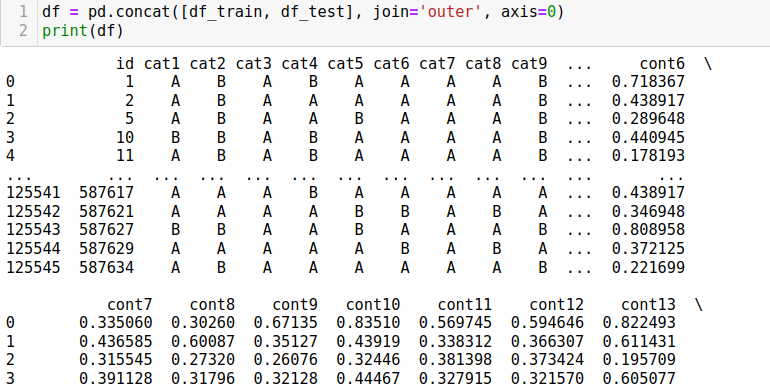 1 df = pd.concat([df_train, df_test], join='outer', axis=0)
2 print(df)
id cat1 cat2 cat3 cat4 cat5 cat6 cat7 cat8 cat9 ... cont6 \
0 1 A B A B A A A A B ... 0.718367
1 2 A B A A A A A A B ... 0.438917
2 5 A B A A B A A A B ... 0.289648
3 10 B B A B A A A A B ... 0.440945
4 11 A B A B A A A A B ... 0.178193
... ... ... ... ... ... ... ... ... ... ... ... ...
125541 587617 A A A B A A A A A ... 0.438917
125542 587621 A A A A B B A B A ... 0.346948
125543 587627 B B A A B A A A B ... 0.808958
125544 587629 A A A A A B A B A ... 0.372125
125545 587634 A B A A A A A A B ... 0.221699
cont7 cont8 cont9 cont10 cont11 cont12 cont13 \
0 0.335060 0.30260 0.67135 0.83510 0.569745 0.594646 0.822493
1 0.436585 0.60087 0.35127 0.43919 0.338312 0.366307 0.611431
2 0.315545 0.27320 0.26076 0.32446 0.381398 0.373424 0.195709
3 0.391128 0.31796 0.32128 0.44467 0.327915 0.321570 0.605077